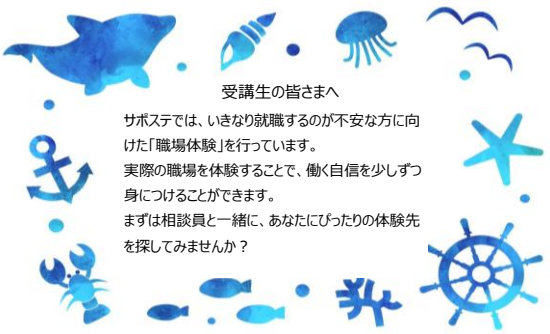 受講生の皆さまへ
サポステでは、いきなり就職するのが不安な方に向
けた「職場体験」を行っています。
実際の職場を体験することで、働く自信を少しずつ
身につけることができます。
まずは相談員と一緒に、あなたにぴったりの体験先
を探してみませんか？